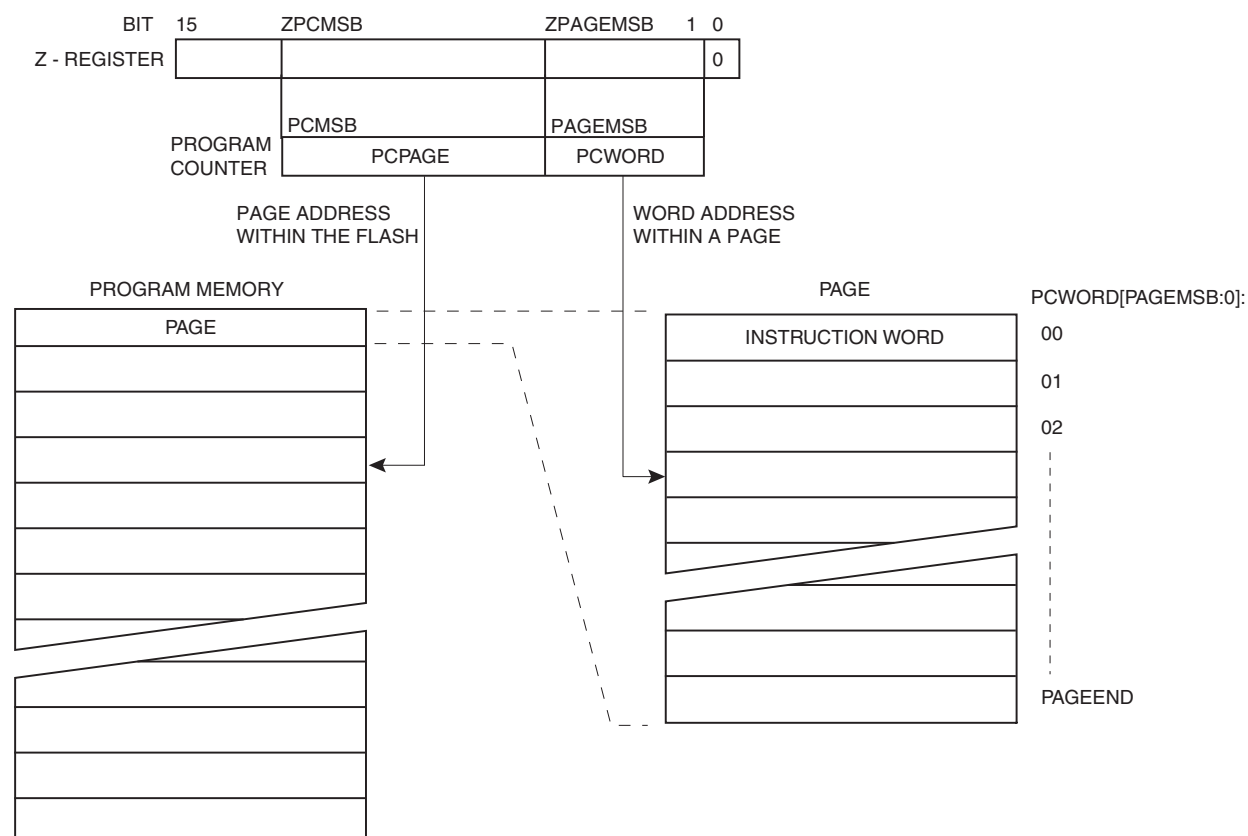 BIT 15 ZPCMSB ZPAGEMSB 1 0
Z - REGISTER 0
PCMSB PAGEMSB
PROGRAM
COUNTER
PCPAGE PCWORD
PAGE ADDRESS
WITHIN THE FLASH
WORD ADDRESS
WITHIN A PAGE
PROGRAM MEMORY
PAGE
PAGE
PCWORD[PAGEMSB:0]:
INSTRUCTION WORD
00
01
02
PAGEEND